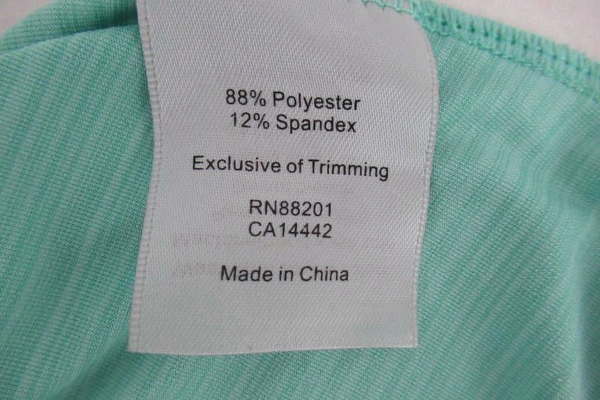 88% Polyester
12% Spandex
Exclusive of Trimming
RN88201
CA14442
Made in China